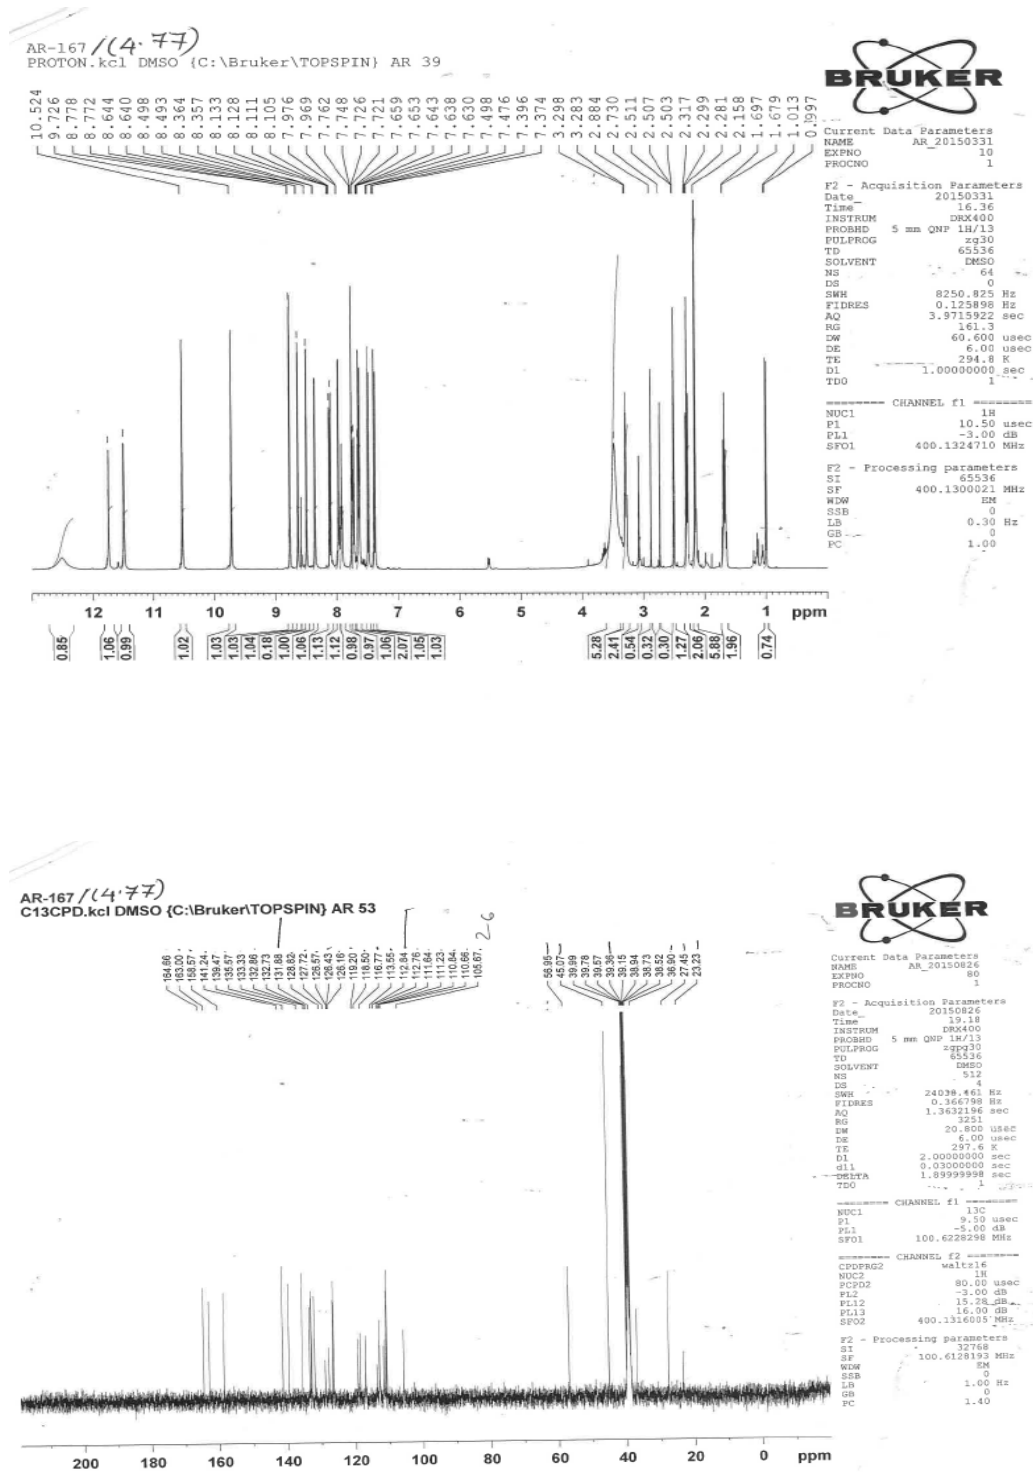 AR-167 /(4.77)
PROTON.kcl DMSO {C:\Bruker\TOPSPIN} AR 39
10.524
9.726
8.778
8.772
8.644
8.640
8.498
8.493
8.364
8.357
8.133
8.128
8.111
8.105
7.976
7.969
7.762
7.748
7.726
7.721
7.659
7.653
7.643
7.638
7.630
7.498
7.476
7.396
7.374
3.298
3.283
2.884
2.730
2.511
2.507
2.503
2.317
2.299
2.281
2.158
1.697
1.679
1.013
0.997
BRUKER
Current Data Parameters
NAME AR_20150331
EXPNO 10
PROCNO 1
F2 - Acquisition Parameters
Date_ 20150331
Time 16.36
INSTRUM DRX400
PROBHD 5 mm QNP 1H/13
PULPROG zg30
TD 65536
SOLVENT DMSO
NS 64
DS 0
SWH 8250.825 Hz
FIDRES 0.125898 Hz
AQ 3.9715922 sec
RG 161.3
DW 60.600 usec
DE 6.00 usec
TE 294.8 K
D1 1.00000000 sec
TD0 1
======== CHANNEL f1 ========
NUC1 1H
P1 10.50 usec
PL1 -3.00 dB
SFO1 400.1324710 MHz
F2 - Processing parameters
SI 65536
SF 400.1300021 MHz
WDW EM
SSB 0
LB 0.30 Hz
GB 0
PC 1.00
12 11 10 9 8 7 6 5 4 3 2 1 ppm
0.85 1.06 0.99 1.02 1.03 1.03 1.04 0.18 1.00 1.06 1.13 1.12 0.98 0.97 1.06 2.07 1.05 1.03 5.28 2.41 0.54 0.32 0.30 1.27 2.06 5.88 1.96 0.74
AR-167 /(4.77)
C13CPD.kcl DMSO {C:\Bruker\TOPSPIN} AR 53
164.66
163.00
158.57
141.24
139.47
135.57
133.33
132.86
132.73
131.88
128.82
127.72
126.57
126.43
126.16
119.20
118.50
116.77
113.55
112.84
112.76
111.64
111.23
110.84
110.66
105.67
26
56.95
45.07
39.99
39.78
39.57
39.36
39.15
38.94
38.73
38.52
36.90
27.45
23.23
BRUKER
Current Data Parameters
NAME AR_20150826
EXPNO 80
PROCNO 1
F2 - Acquisition Parameters
Date_ 20150826
Time 19.18
INSTRUM DRX400
PROBHD 5 mm QNP 1H/13
PULPROG zgpg30
TD 65536
SOLVENT DMSO
NS 512
DS 4
SWH 24038.461 Hz
FIDRES 0.366798 Hz
AQ 1.3632196 sec
RG 3251
DW 20.800 usec
DE 6.00 usec
TE 297.6 K
D1 2.00000000 sec
d11 0.03000000 sec
DELTA 1.89999998 sec
TD0 1
======== CHANNEL f1 ========
NUC1 13C
P1 9.50 usec
PL1 -5.00 dB
SFO1 100.6228298 MHz
======== CHANNEL f2 ========
CPDPRG2 waltz16
NUC2 1H
PCPD2 80.00 usec
PL2 -3.00 dB
PL12 15.28 dB
PL13 16.00 dB
SFO2 400.1316005 MHz
F2 - Processing parameters
SI 32768
SF 100.6128193 MHz
WDW EM
SSB 0
LB 1.00 Hz
GB 0
PC 1.40
200 180 160 140 120 100 80 60 40 20 0 ppm